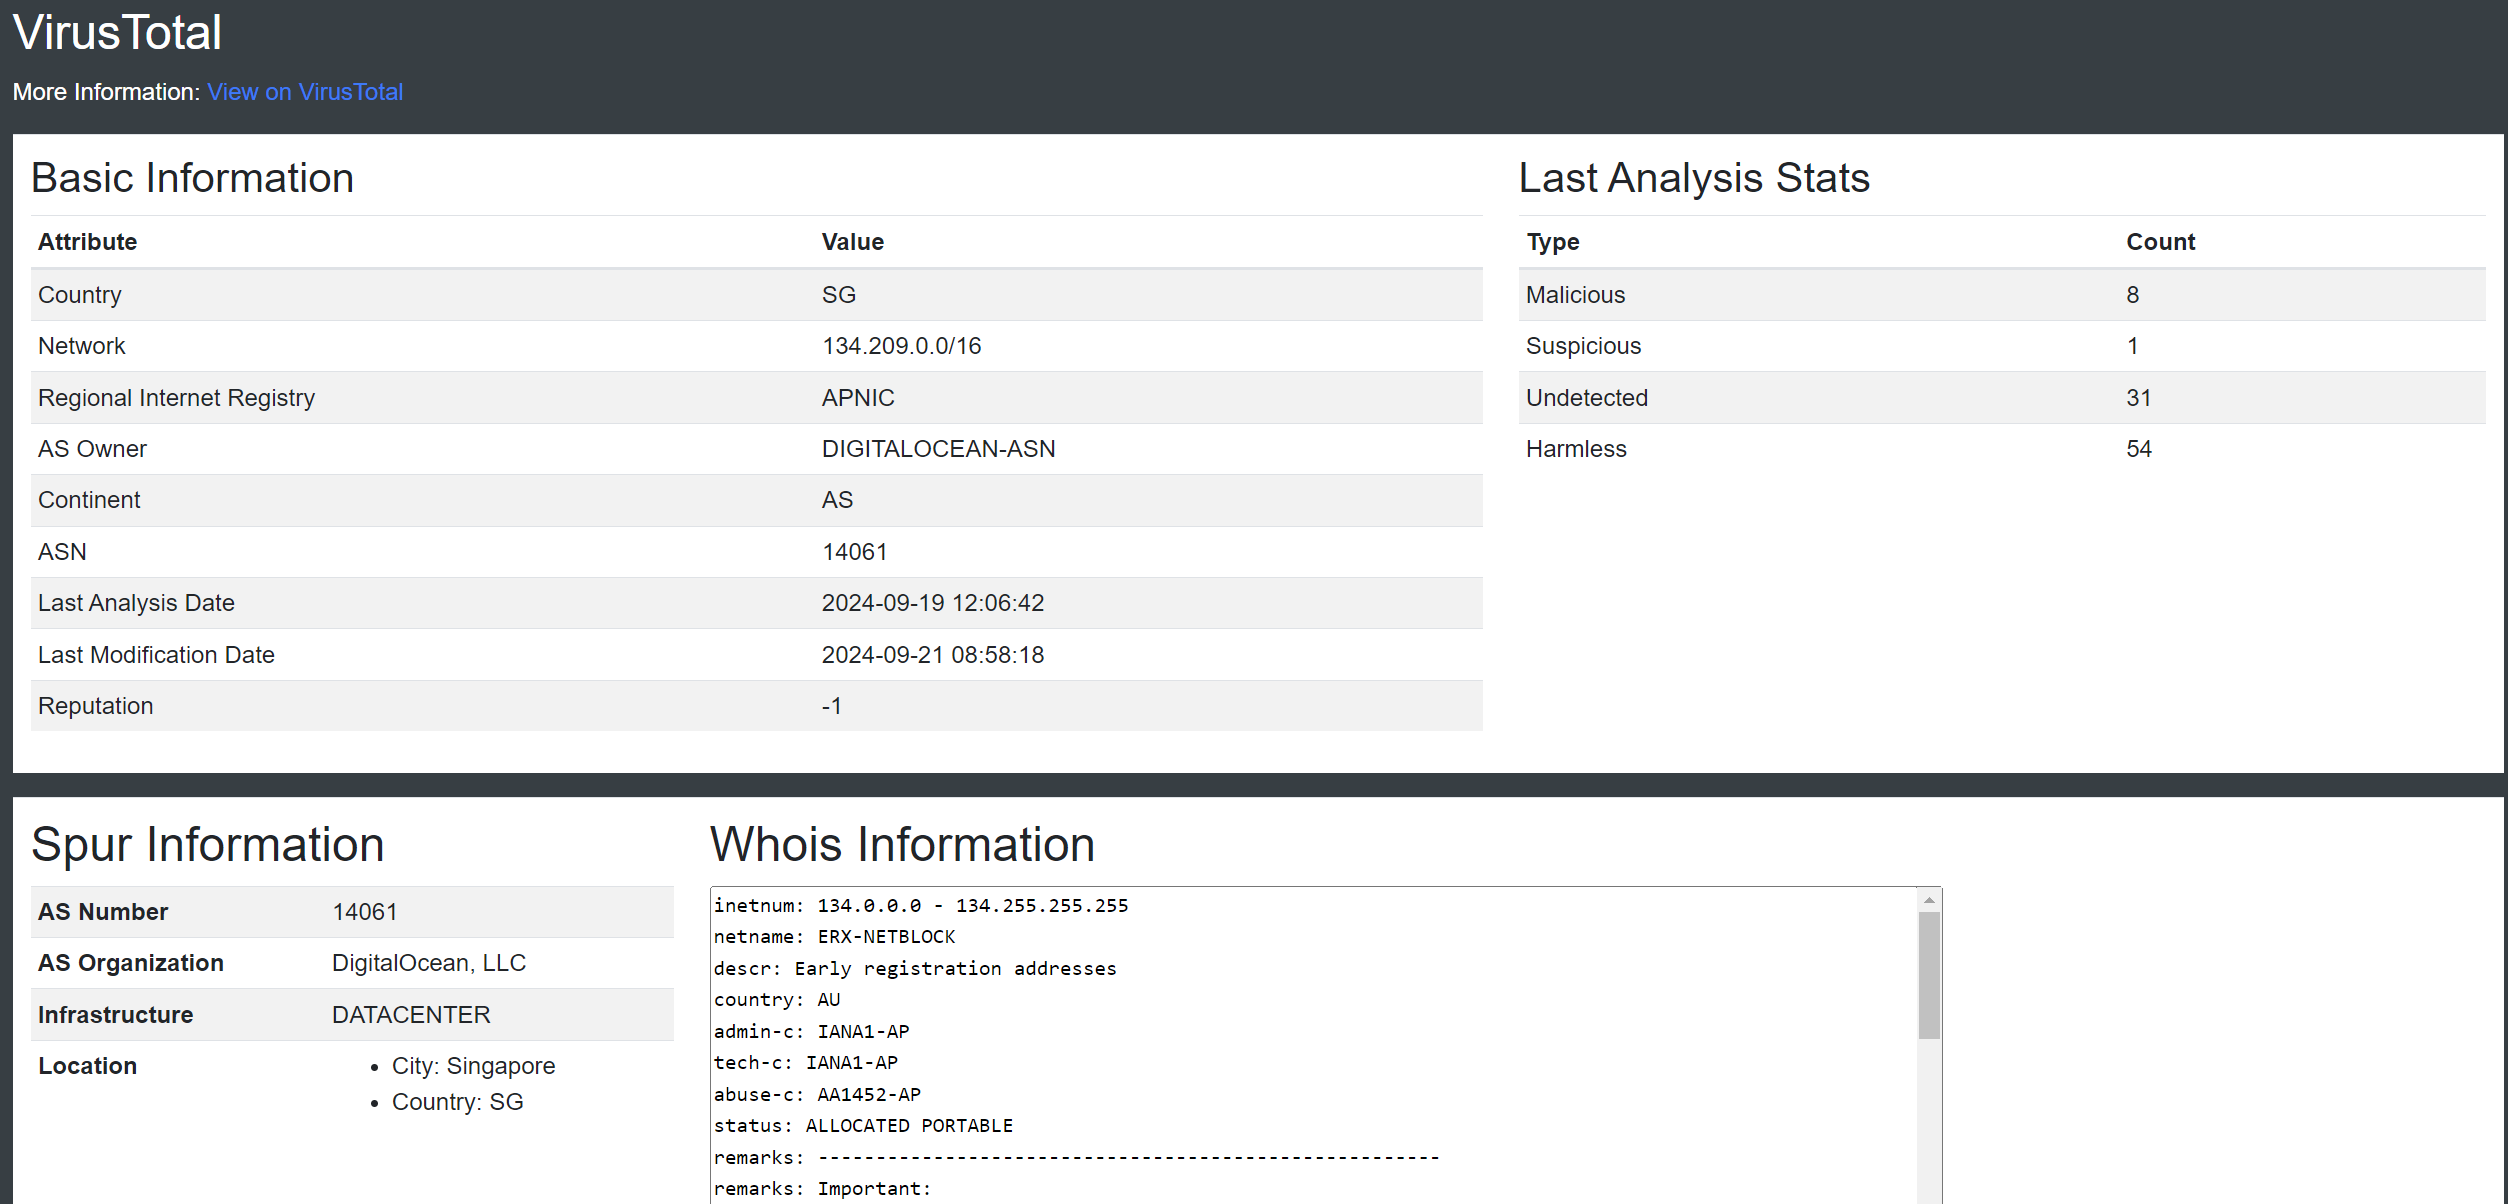 VirusTotal
More Information: View on VirusTotal
Basic Information
Attribute Value
Country SG
Network 134.209.0.0/16
Regional Internet Registry APNIC
AS Owner DIGITALOCEAN-ASN
Continent AS
ASN 14061
Last Analysis Date 2024-09-19 12:06:42
Last Modification Date 2024-09-21 08:58:18
Reputation -1
Last Analysis Stats
Type Count
Malicious 8
Suspicious 1
Undetected 31
Harmless 54
Spur Information
AS Number 14061
AS Organization DigitalOcean, LLC
Infrastructure DATACENTER
Location • City: Singapore
• Country: SG
Whois Information
inetnum: 134.0.0.0 - 134.255.255.255
netname: ERX-NETBLOCK
descr: Early registration addresses
country: AU
admin-c: IANA1-AP
tech-c: IANA1-AP
abuse-c: AA1452-AP
status: ALLOCATED PORTABLE
remarks: ------------------------------------------------------
remarks: Important: